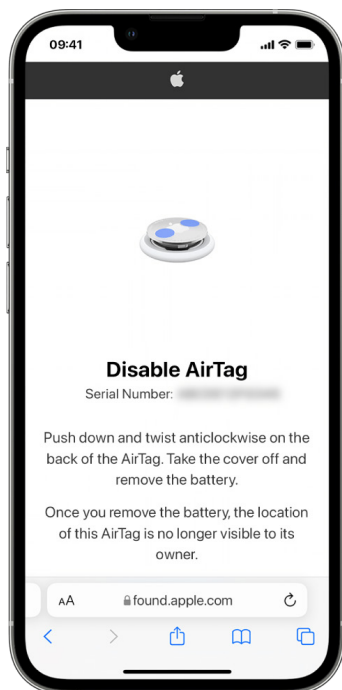 09:41
Disable AirTag
Serial Number:
Push down and twist anticlockwise on the
back of the AirTag. Take the cover off and
remove the battery.
Once you remove the battery, the location
of this AirTag is no longer visible to its
owner.
AA
found.apple.com